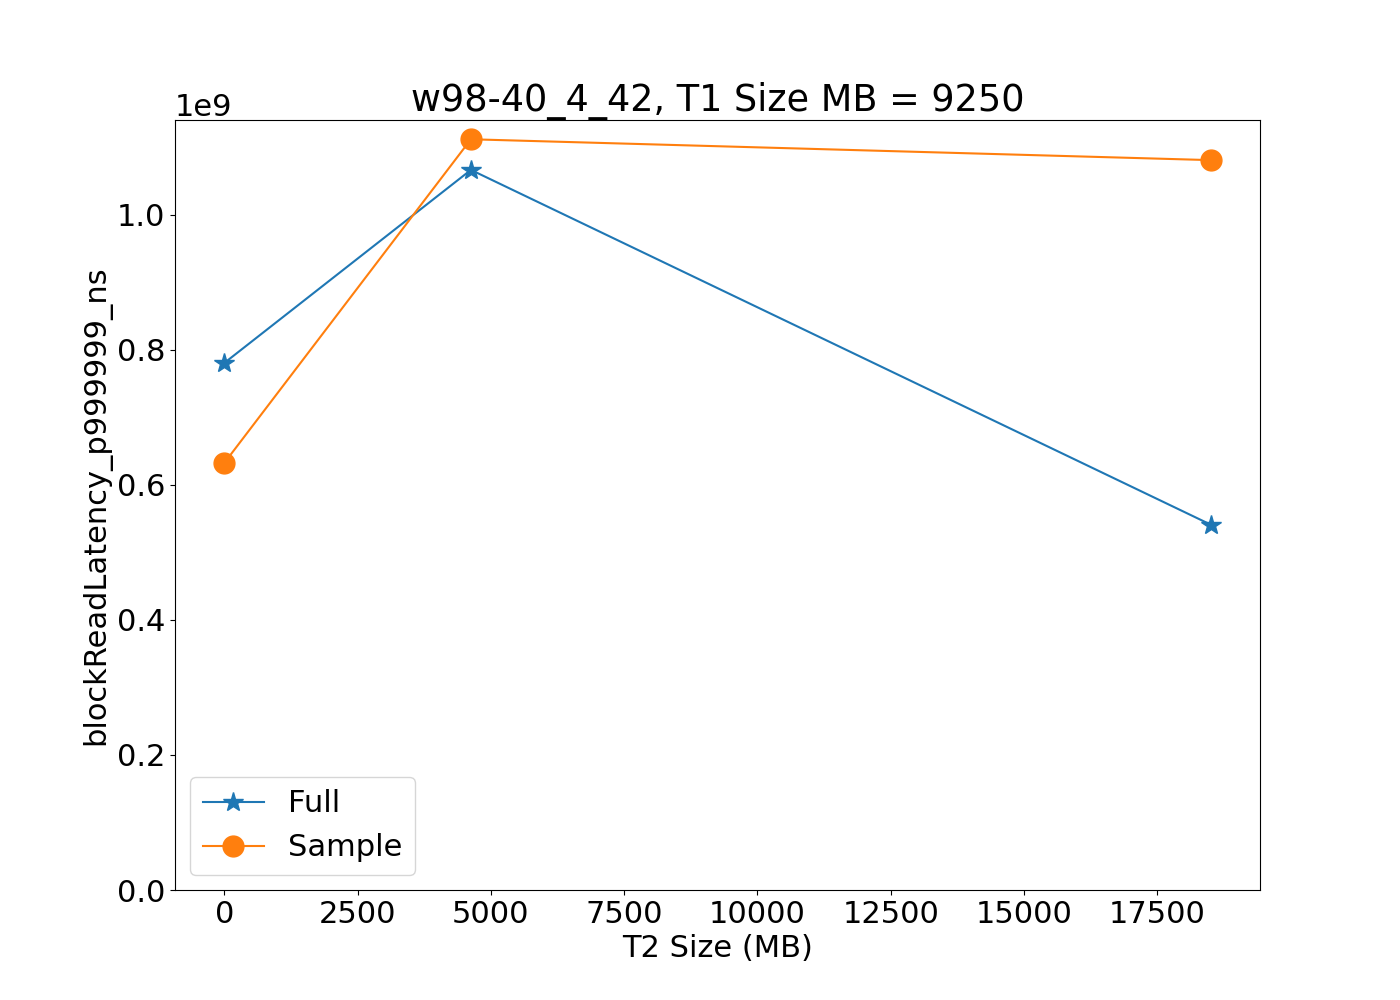 w98-40_4_42, T1 Size MB = 9250
1e9
blockReadLatency_p999999_ns
1.0
0.8
0.6
0.4
0.2
0.0
Full
Sample
0 2500 5000 7500 10000 12500 15000 17500
T2 Size (MB)